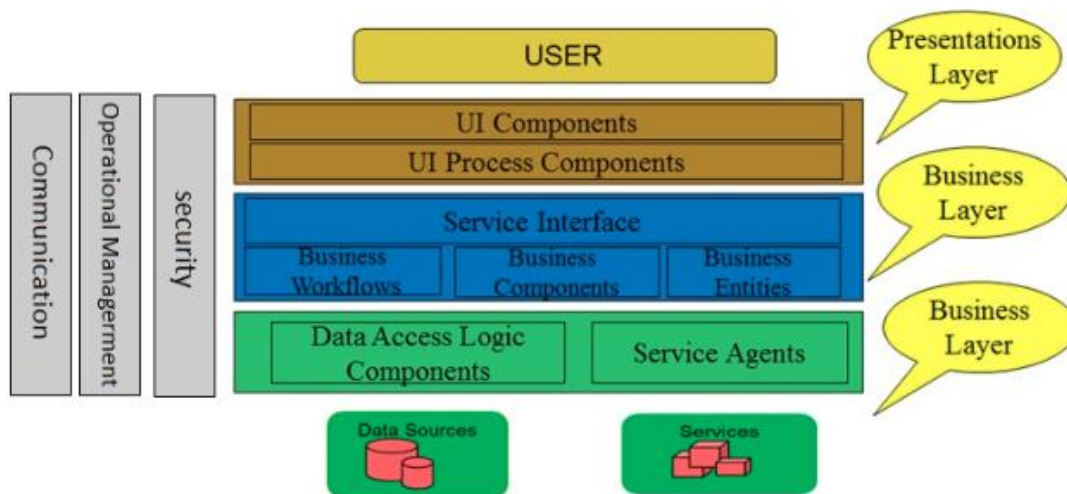 USER
Presentations
Layer
Communication
Operational Managerment
security
UI Components
UI Process Components
Business
Layer
Service Interface
Business
Workflows
Business
Components
Business
Entities
Business
Layer
Data Access Logic
Components
Service Agents
Data Sources
Services